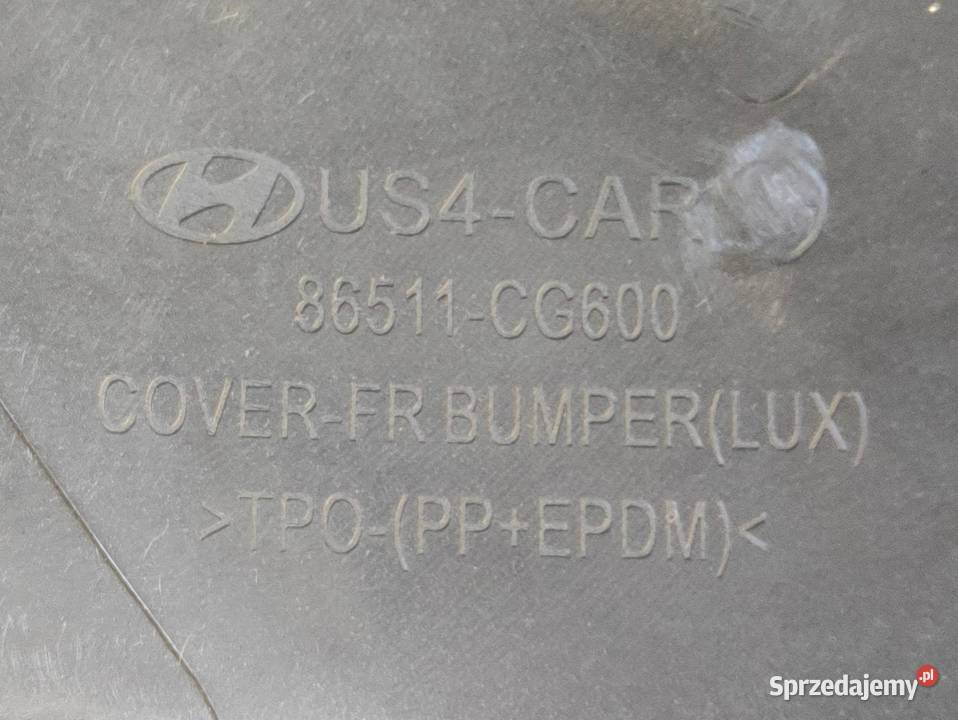 US4-CAR
86511-CG600
COVER-FR BUMPER(LUX)
>TPO-(PP+EPDM)<
Sprzedajemy.pl